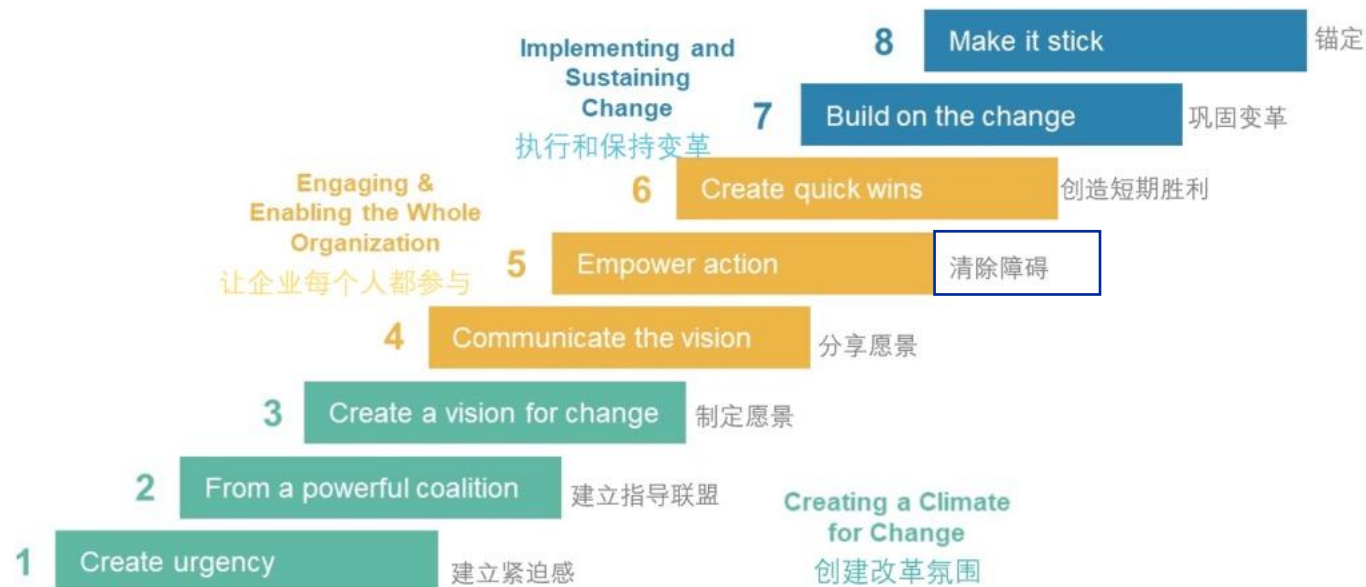 8 Make it stick 锚定
Implementing and
Sustaining
Change
执行和保持变革
7 Build on the change 巩固变革
6 Create quick wins 创造短期胜利
Engaging &
Enabling the Whole
Organization
让企业每个人都参与
5 Empower action 清除障碍
4 Communicate the vision 分享愿景
3 Create a vision for change 制定愿景
2 From a powerful coalition 建立指导联盟
Creating a Climate
for Change
创建改革氛围
1 Create urgency 建立紧迫感